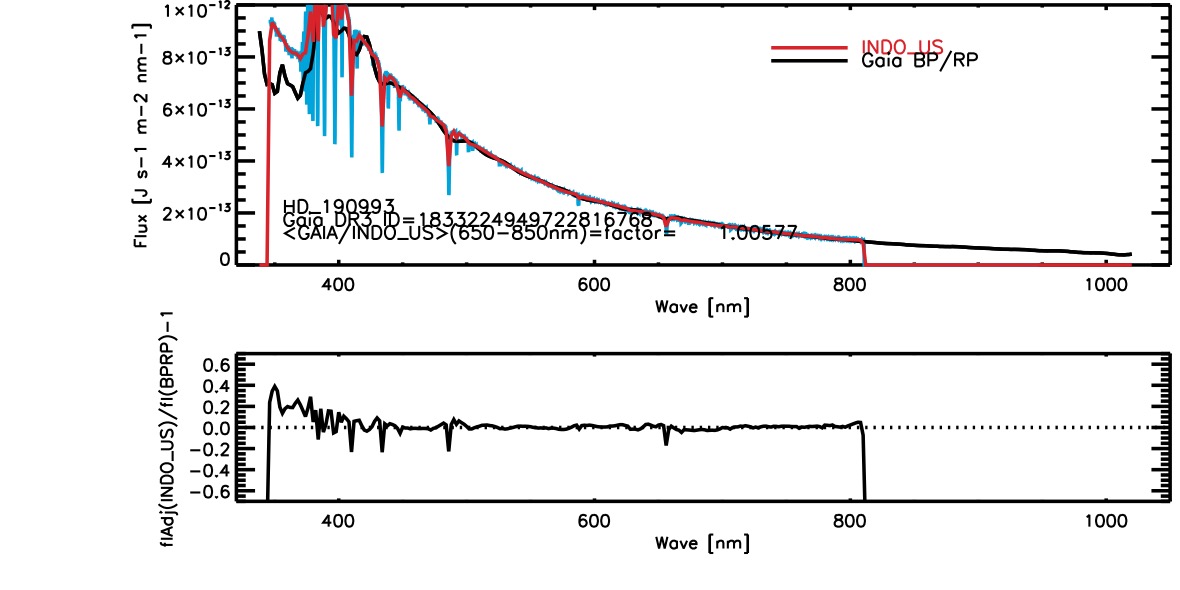 1×10−12
8×10−13
6×10−13
4×10−13
2×10−13
0
Flux [J s−1 m−2 nm−1]
INDO_US
Gaia BP/RP
HD_190993
Gaia DR3 ID=1833224949722816768
<GAIA/INDO_US>(650−850nm)=factor= 1.00577
400 600 800 1000
Wave [nm]
flAdj(INDO_US)/fl(BPRP)−1
0.6
0.4
0.2
0.0
−0.2
−0.4
−0.6
400 600 800 1000
Wave [nm]